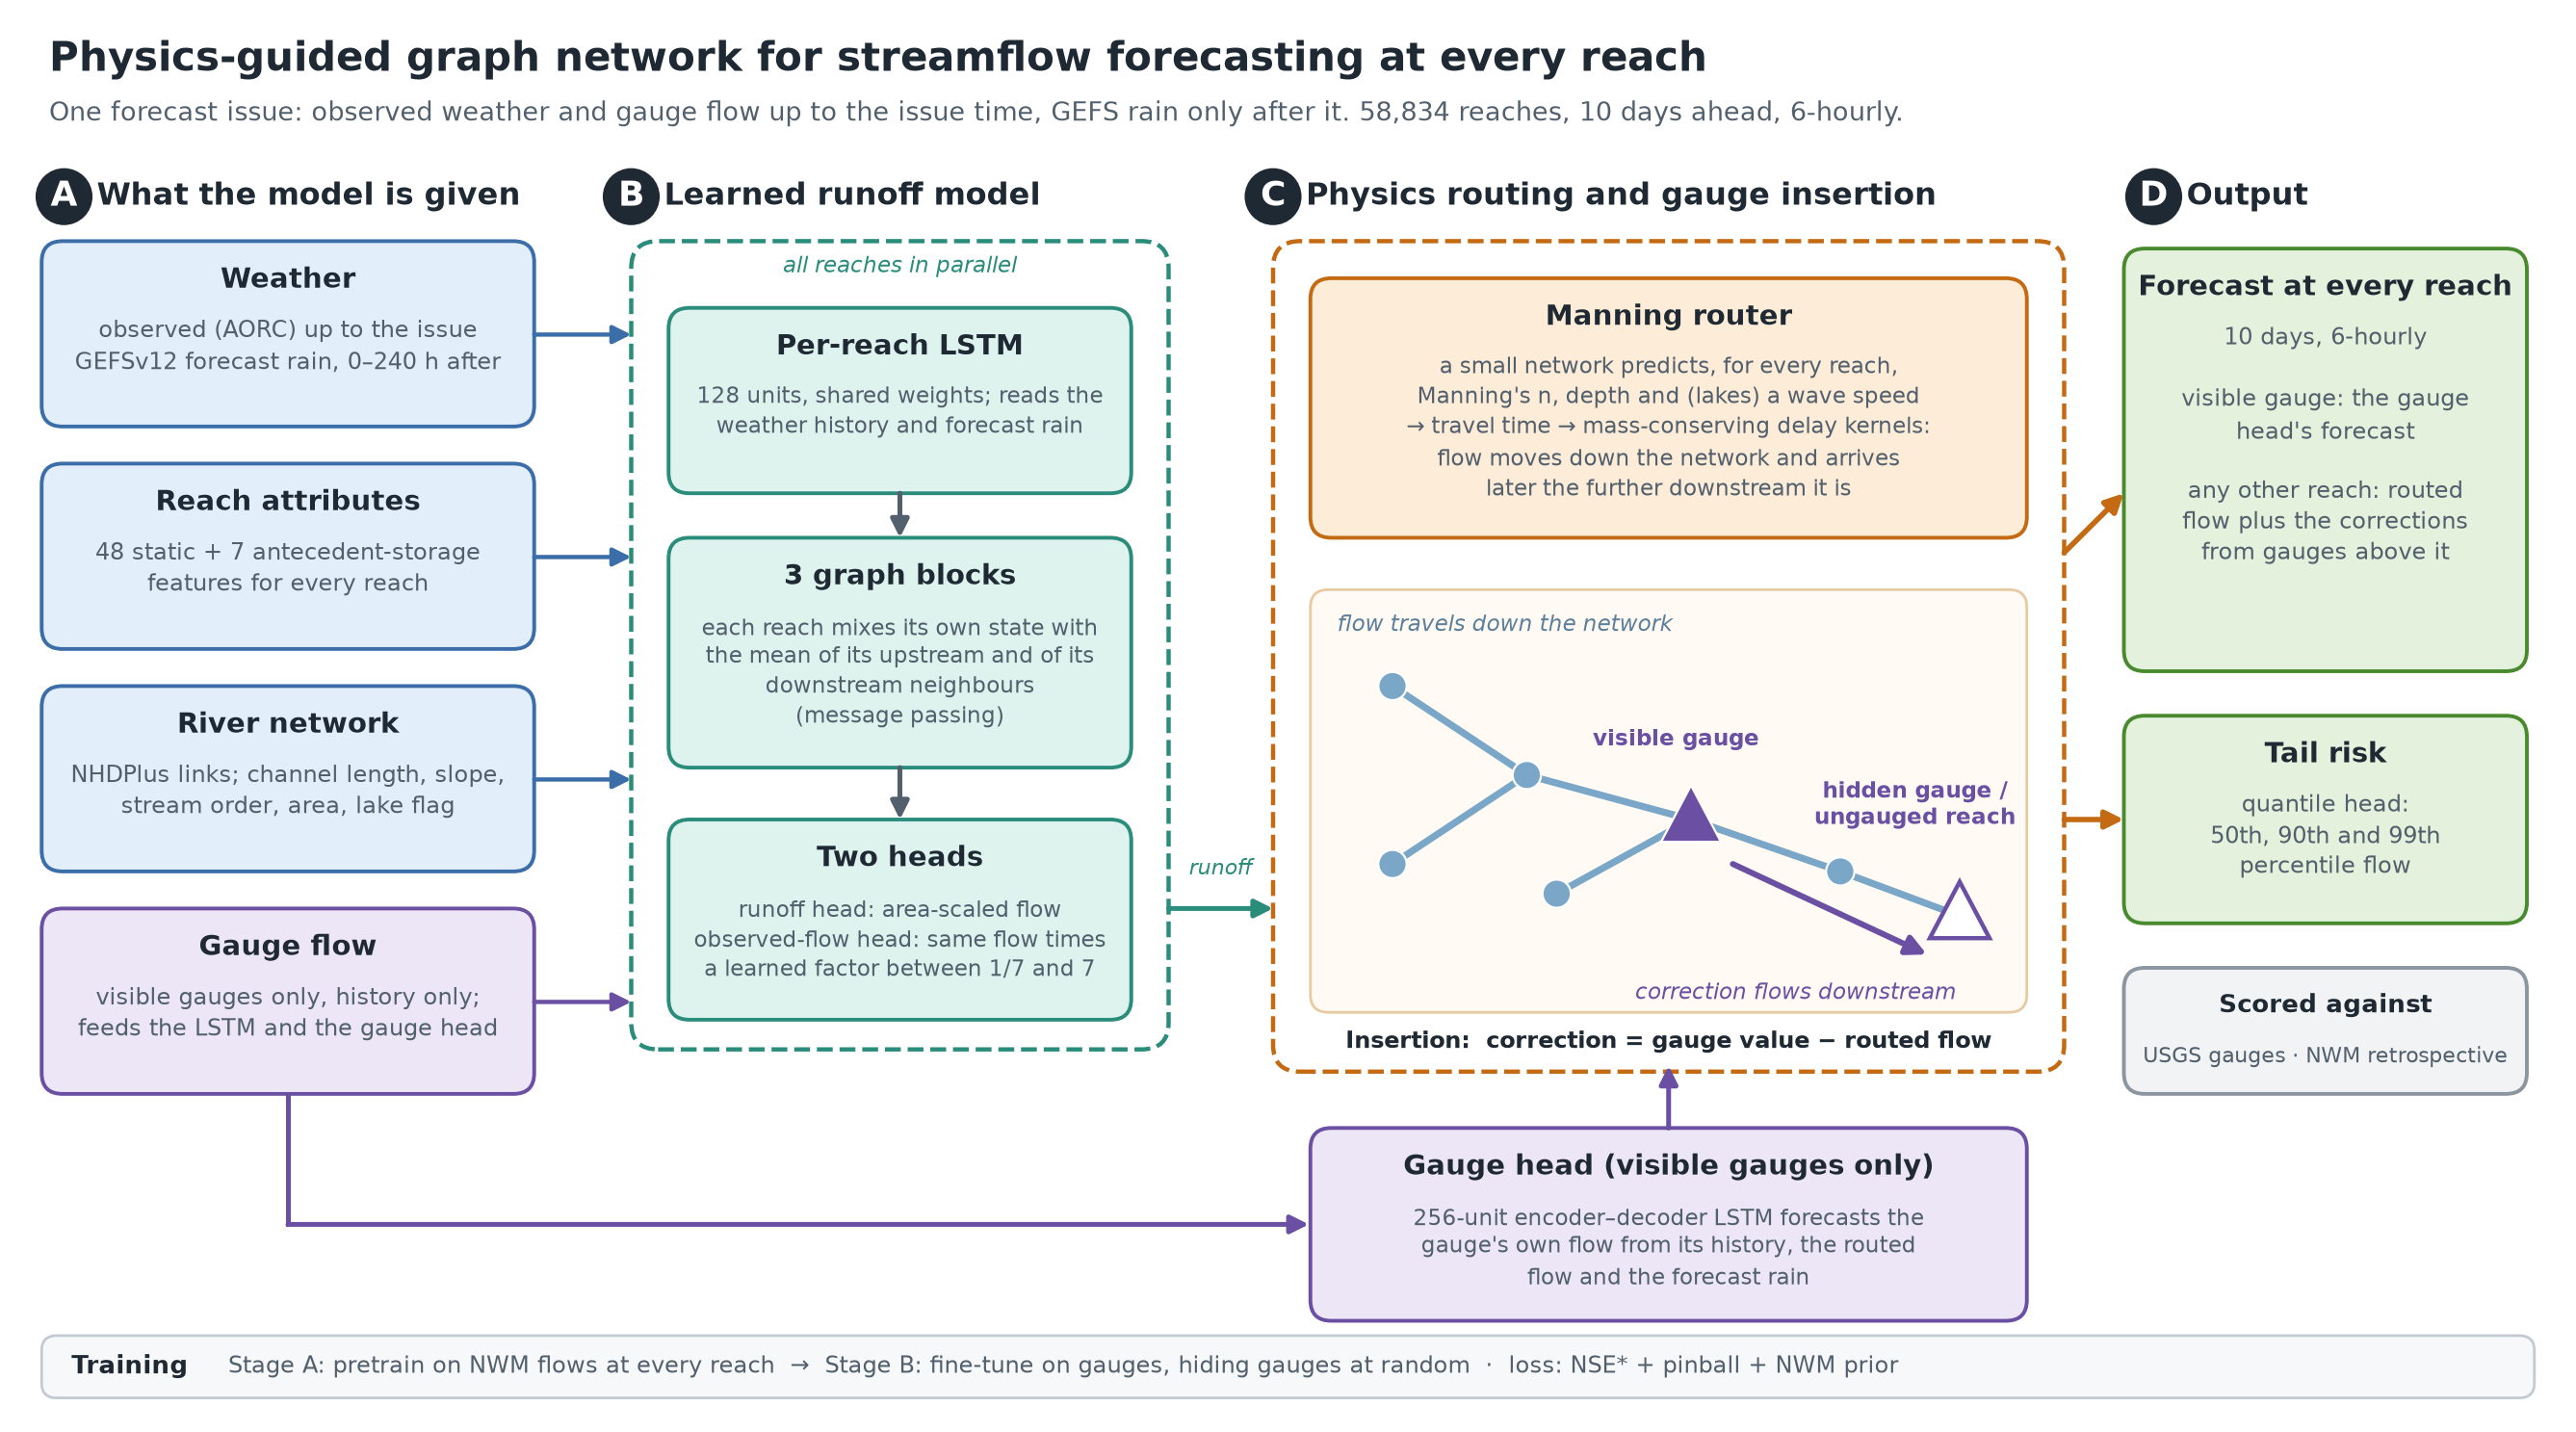 Physics-guided graph network for streamflow forecasting at every reach
One forecast issue: observed weather and gauge flow up to the issue time, GEFS rain only after it. 58,834 reaches, 10 days ahead, 6-hourly.
A What the model is given
Weather
observed (AORC) up to the issue
GEFSv12 forecast rain, 0–240 h after
Reach attributes
48 static + 7 antecedent-storage
features for every reach
River network
NHDPlus links; channel length, slope,
stream order, area, lake flag
Gauge flow
visible gauges only, history only;
feeds the LSTM and the gauge head
B Learned runoff model
all reaches in parallel
Per-reach LSTM
128 units, shared weights; reads the
weather history and forecast rain
3 graph blocks
each reach mixes its own state with
the mean of its upstream and of its
downstream neighbours
(message passing)
Two heads
runoff head: area-scaled flow
observed-flow head: same flow times
a learned factor between 1/7 and 7
runoff
C Physics routing and gauge insertion
Manning router
a small network predicts, for every reach,
Manning's n, depth and (lakes) a wave speed
→ travel time → mass-conserving delay kernels:
flow moves down the network and arrives
later the further downstream it is
flow travels down the network
visible gauge
hidden gauge /
ungauged reach
correction flows downstream
Insertion: correction = gauge value − routed flow
Gauge head (visible gauges only)
256-unit encoder–decoder LSTM forecasts the
gauge's own flow from its history, the routed
flow and the forecast rain
D Output
Forecast at every reach
10 days, 6-hourly
visible gauge: the gauge
head's forecast
any other reach: routed
flow plus the corrections
from gauges above it
Tail risk
quantile head:
50th, 90th and 99th
percentile flow
Scored against
USGS gauges · NWM retrospective
Training Stage A: pretrain on NWM flows at every reach → Stage B: fine-tune on gauges, hiding gauges at random · loss: NSE* + pinball + NWM prior